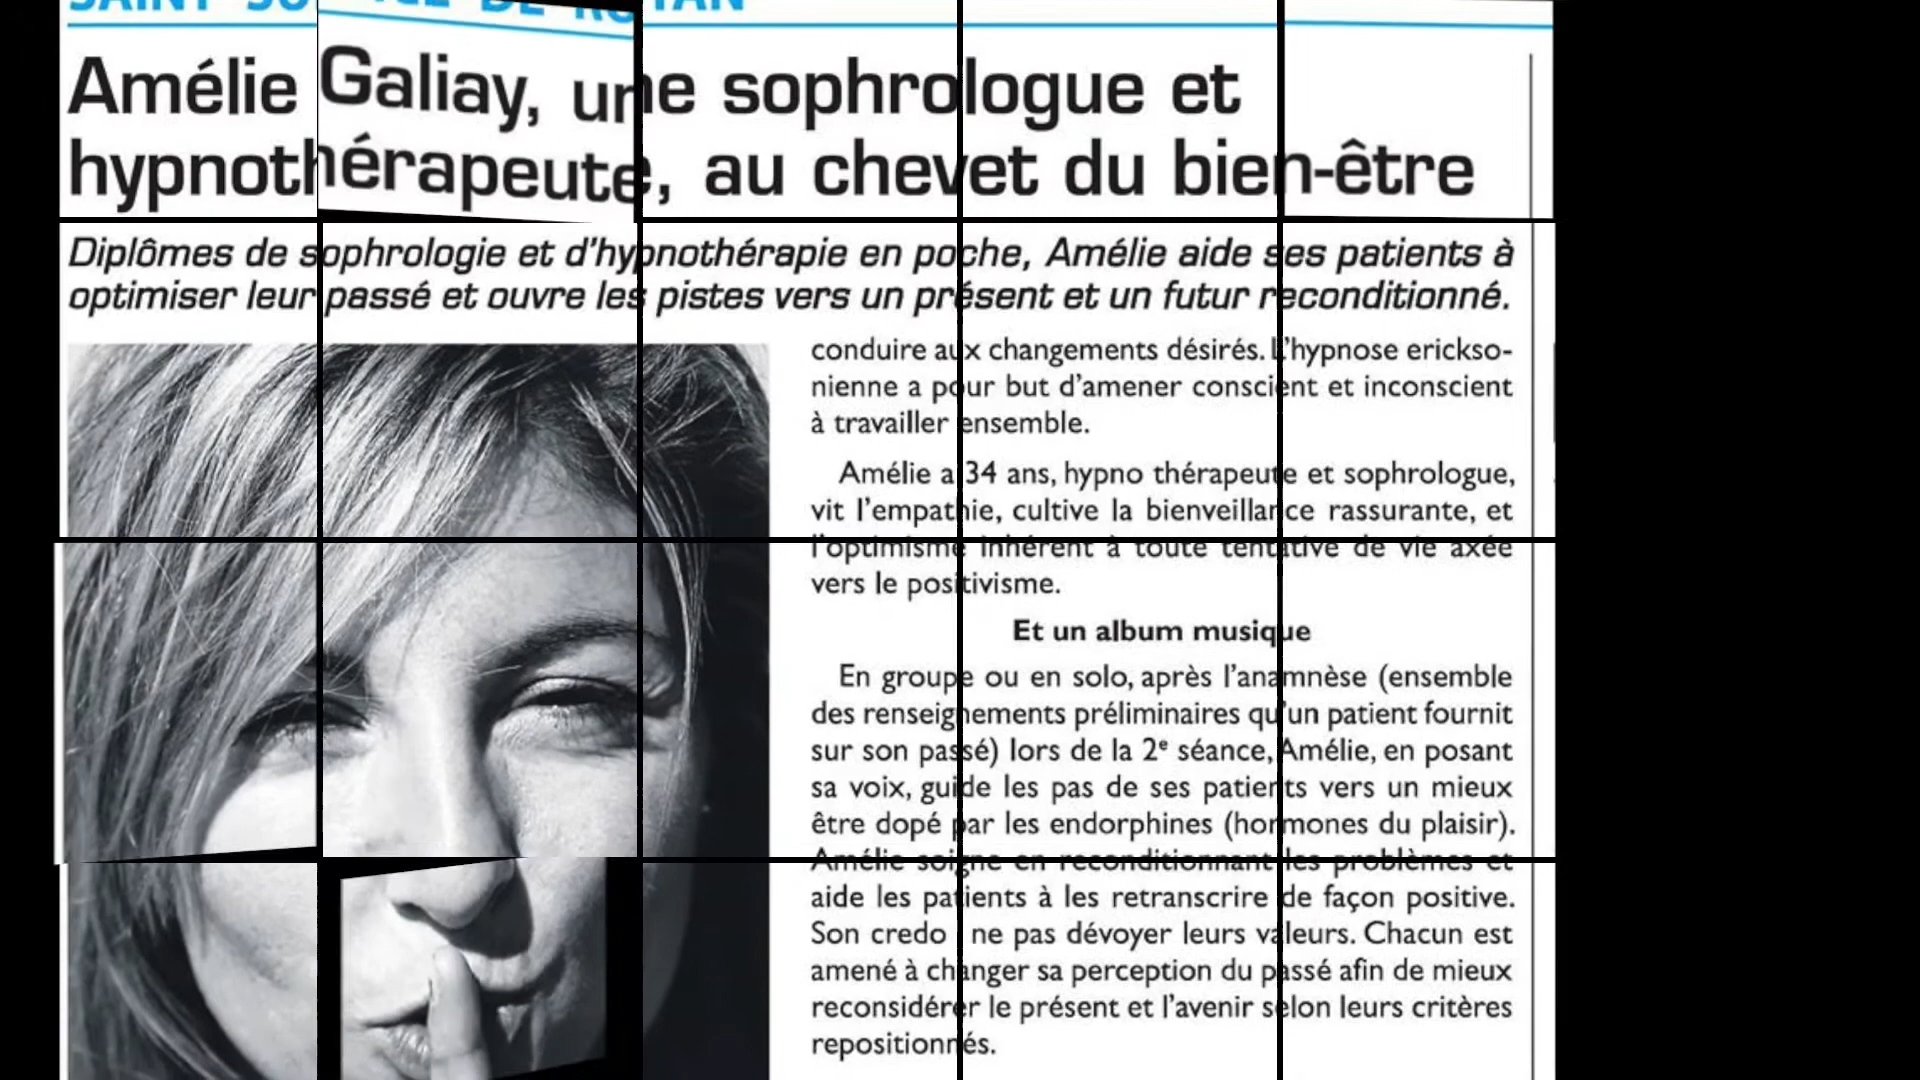 Amélie Galiay, une sophrologue et
hypnothérapeute, au chevet du bien-être
Diplômes de sophrologie et d'hypnothérapie en poche, Amélie aide ses patients à
optimiser leur passé et ouvre les pistes vers un présent et un futur reconditionné.
conduire aux changements désirés. L'hypnose erickso-
nienne a pour but d'amener conscient et inconscient
à travailler ensemble.
Amélie a 34 ans, hypno thérapeute et sophrologue,
vit l'empathie, cultive la bienveillance rassurante, et
l'optimisme inhérent à toute tentative de vie axée
vers le positivisme.
Et un album musique
En groupe ou en solo, après l'anamnèse (ensemble
des renseignements préliminaires qu'un patient fournit
sur son passé) lors de la 2e séance, Amélie, en posant
sa voix, guide les pas de ses patients vers un mieux
être dopé par les endorphines (hormones du plaisir).
Amélie soigne en reconditionnant les problèmes et
aide les patients à les retranscrire de façon positive.
Son credo : ne pas dévoyer leurs valeurs. Chacun est
amené à changer sa perception du passé afin de mieux
reconsidérer le présent et l'avenir selon leurs critères
repositionnés.